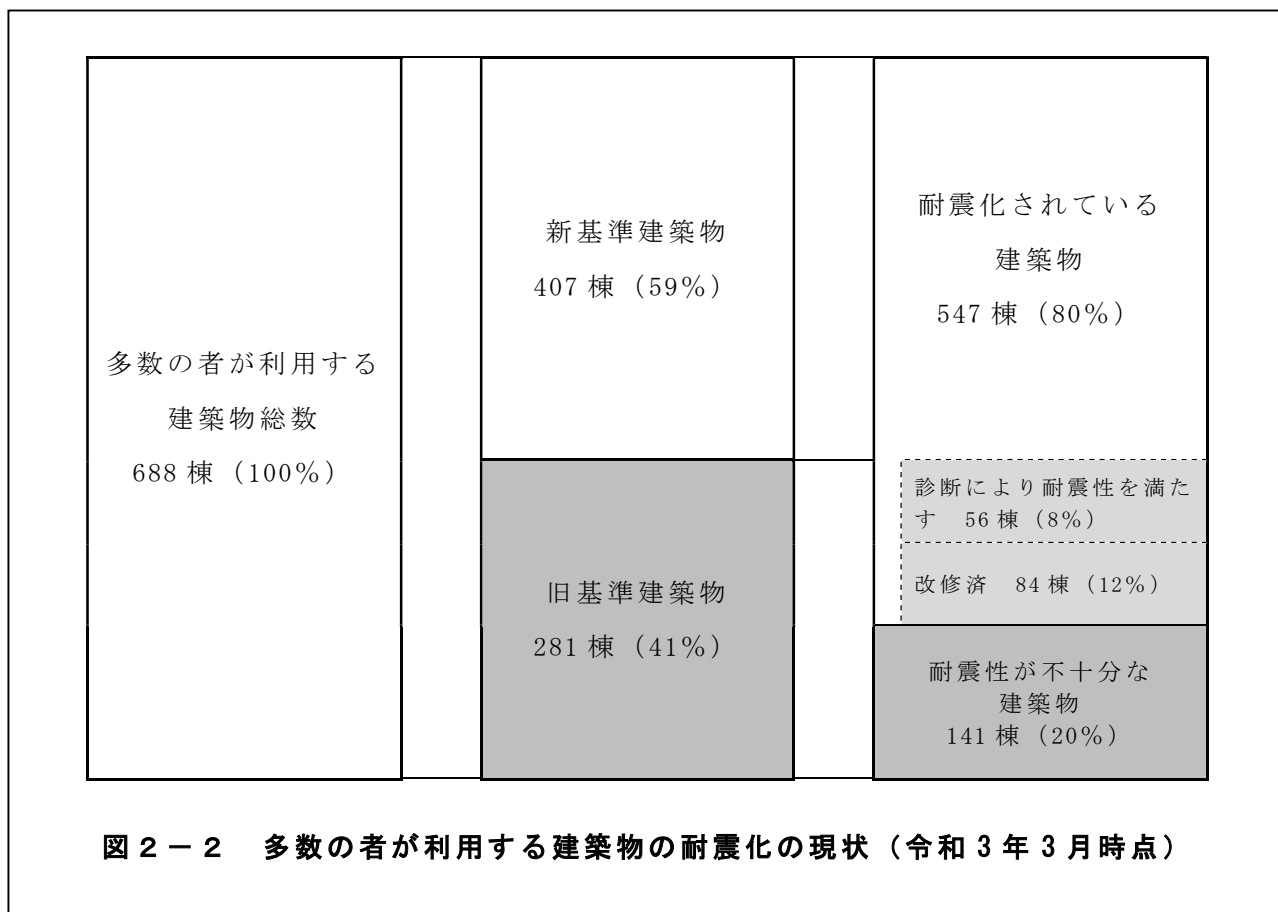 多数の者が利用する
建築物総数
688 棟（100％）
新基準建築物
407 棟（59％）
旧基準建築物
281 棟（41％）
耐震化されている
建築物
547 棟（80％）
診断により耐震性を満た
す　56 棟（8％）
改修済　84 棟（12％）
耐震性が不十分な
建築物
141 棟（20％）
図２－２　多数の者が利用する建築物の耐震化の現状（令和３年３月時点）